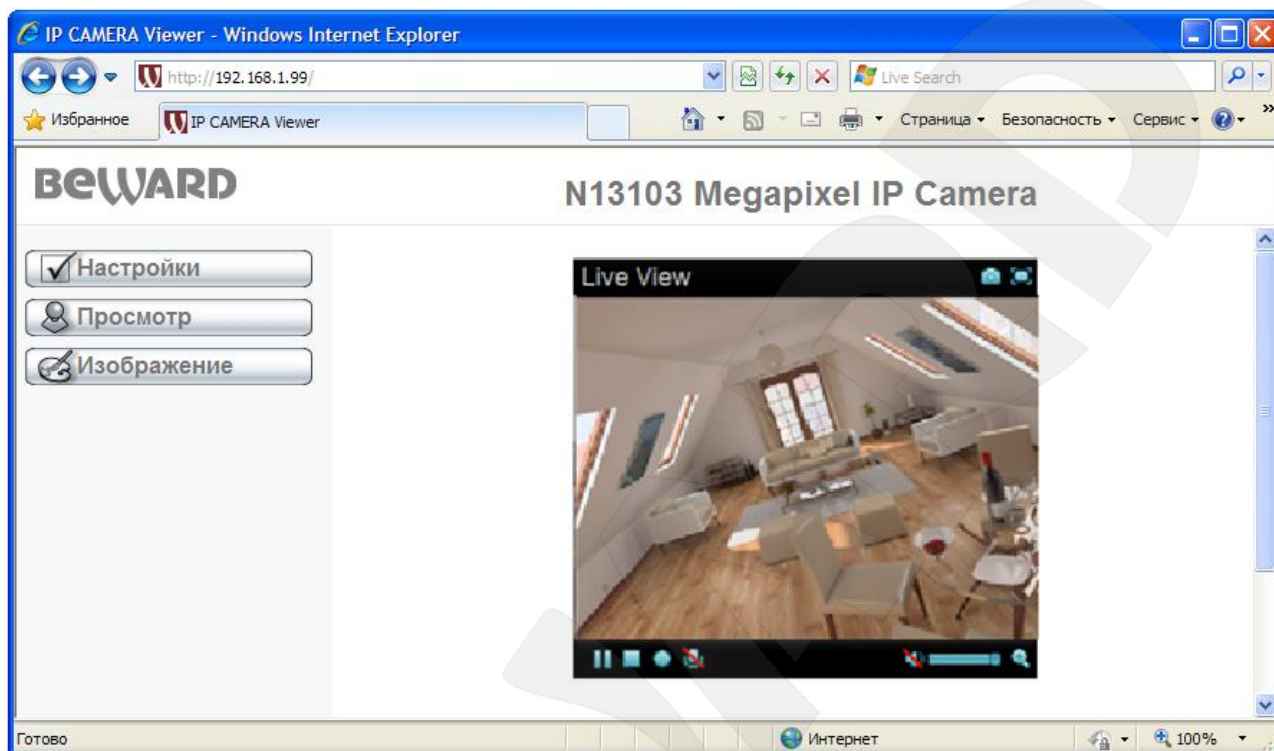 IP CAMERA Viewer - Windows Internet Explorer
http://192.168.1.99/
Live Search
Избранное
IP CAMERA Viewer
Страница
Безопасность
Сервис
»
BEWARD
N13103 Megapixel IP Camera
Настройки
Просмотр
Изображение
Live View
Готово
Интернет
100%